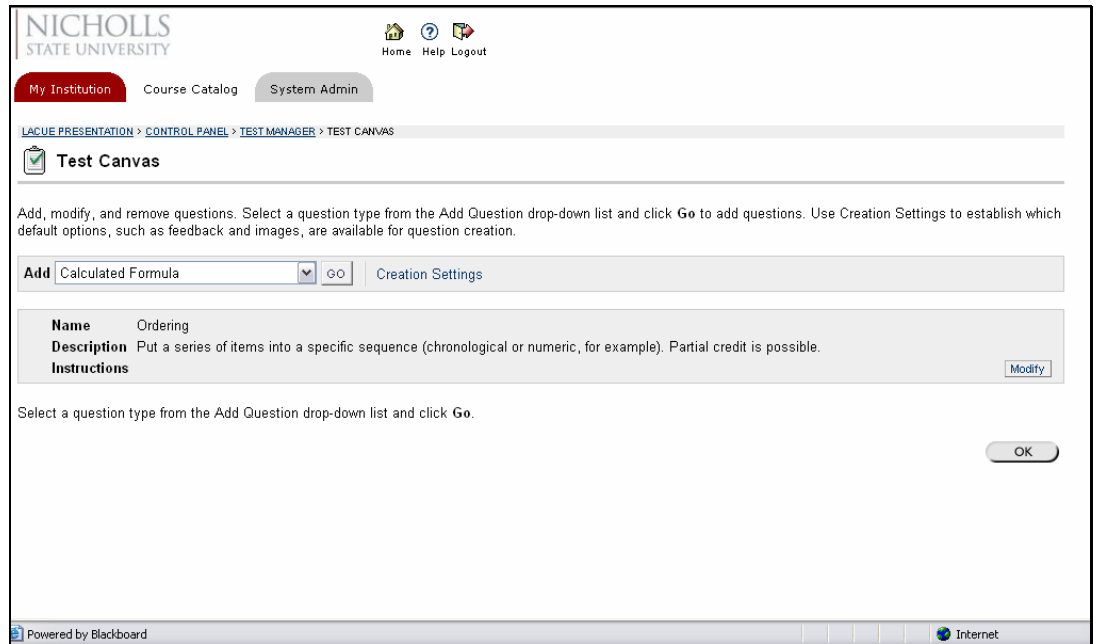 NICHOLLS
STATE UNIVERSITY
Home Help Logout
My Institution Course Catalog System Admin
LACUE PRESENTATION > CONTROL PANEL > TEST MANAGER > TEST CANVAS
Test Canvas
Add, modify, and remove questions. Select a question type from the Add Question drop-down list and click Go to add questions. Use Creation Settings to establish which
default options, such as feedback and images, are available for question creation.
Add Calculated Formula GO Creation Settings
Name Ordering
Description Put a series of items into a specific sequence (chronological or numeric, for example). Partial credit is possible.
Instructions Modify
Select a question type from the Add Question drop-down list and click Go.
OK
Powered by Blackboard Internet